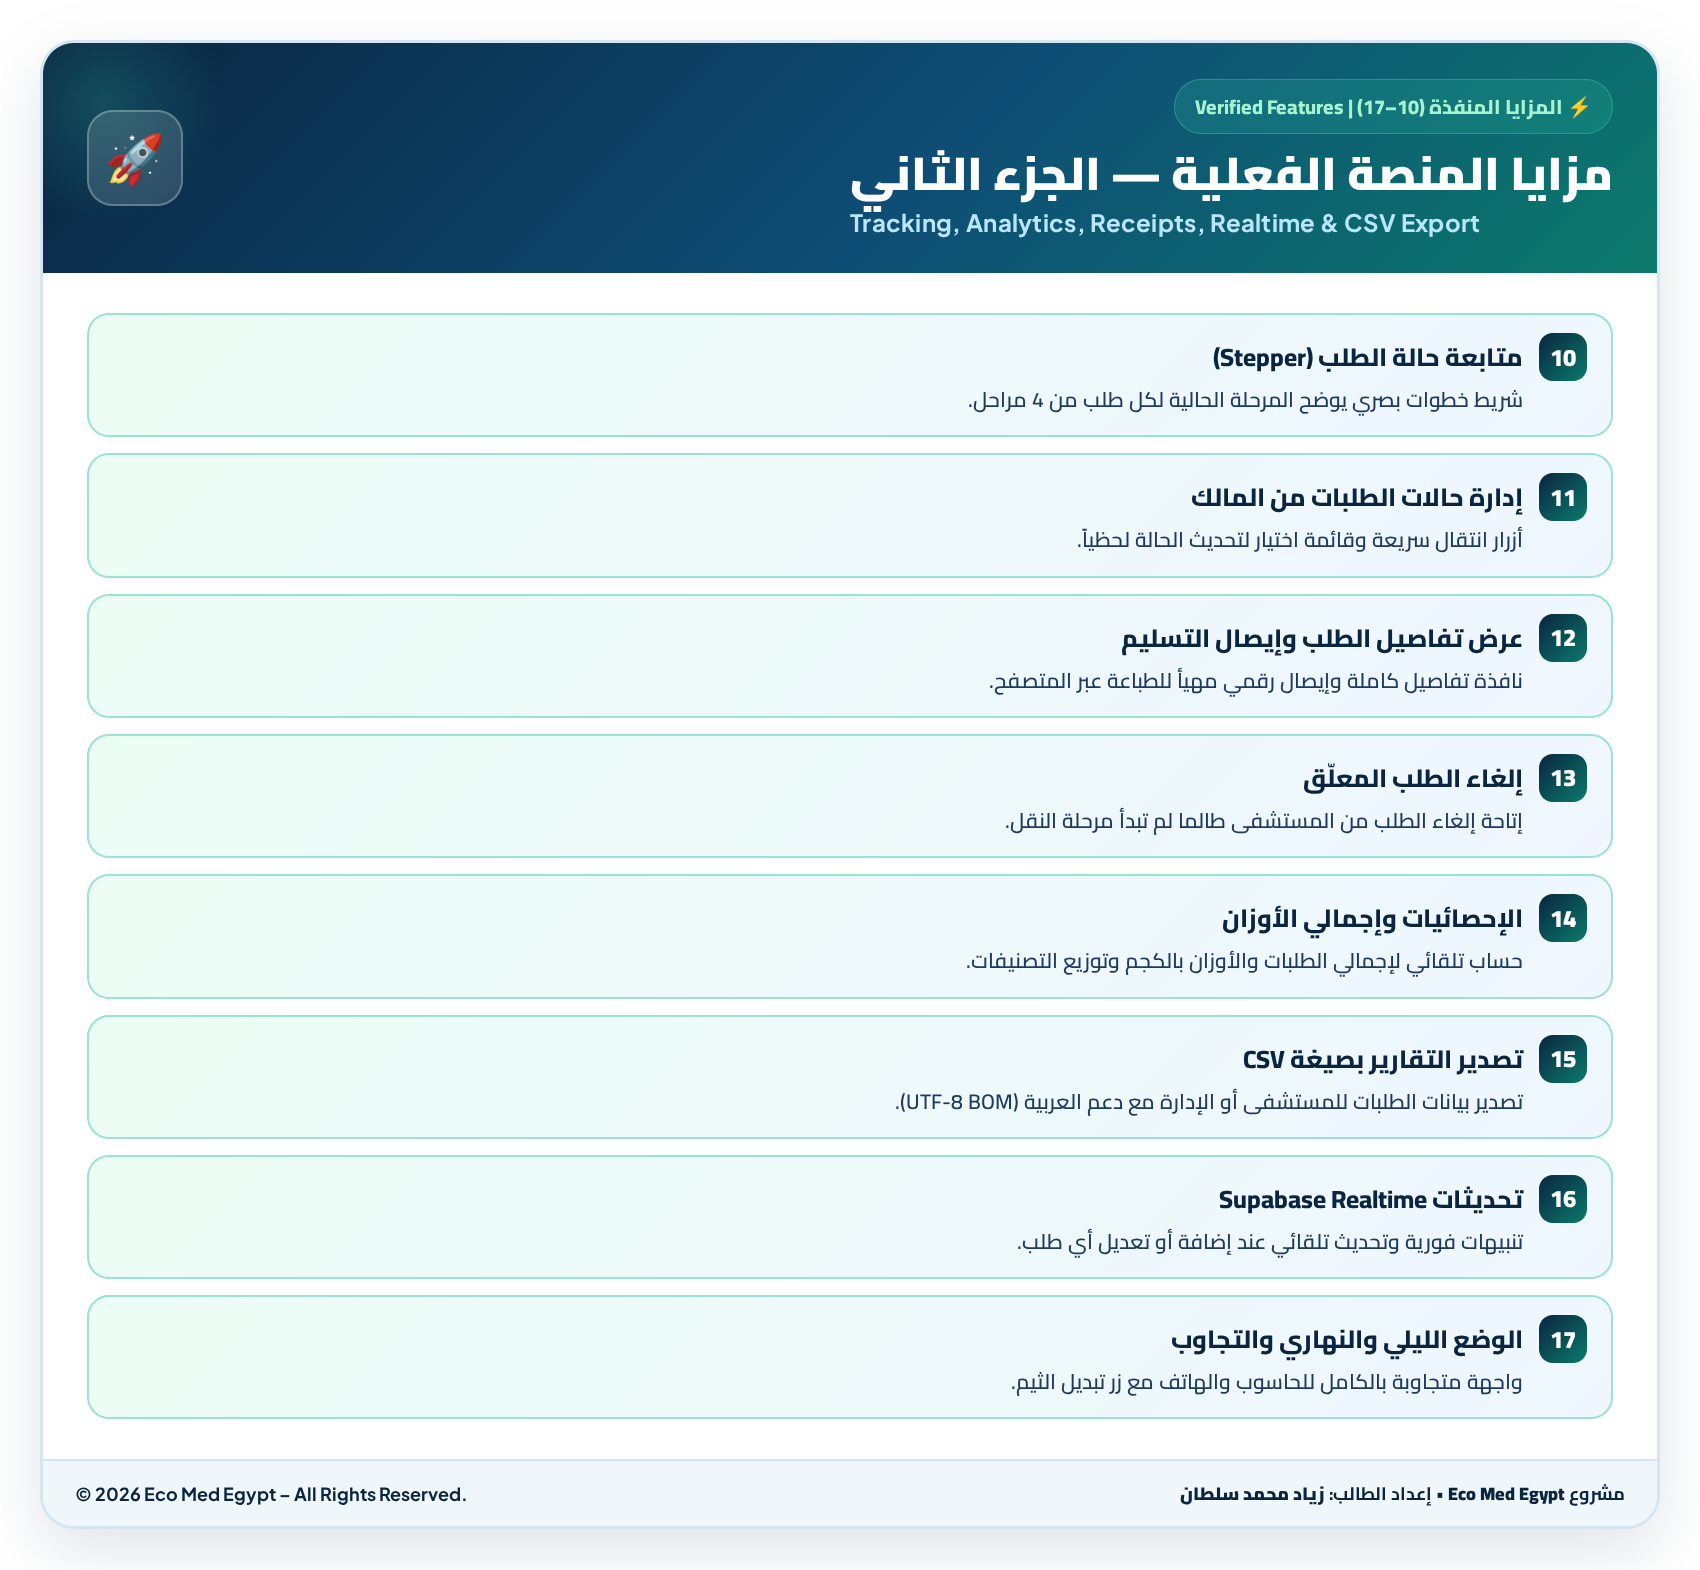 ⚡ المزايا المنفذة (10–17) | Verified Features
مزايا المنصة الفعلية — الجزء الثاني
Tracking, Analytics, Receipts, Realtime & CSV Export
10
متابعة حالة الطلب (Stepper)
شريط خطوات بصري يوضح المرحلة الحالية لكل طلب من 4 مراحل.
11
إدارة حالات الطلبات من المالك
أزرار انتقال سريعة وقائمة اختيار لتحديث الحالة لحظياً.
12
عرض تفاصيل الطلب وإيصال التسليم
نافذة تفاصيل كاملة وإيصال رقمي مهيأ للطباعة عبر المتصفح.
13
إلغاء الطلب المعلّق
إتاحة إلغاء الطلب من المستشفى طالما لم تبدأ مرحلة النقل.
14
الإحصائيات وإجمالي الأوزان
حساب تلقائي لإجمالي الطلبات والأوزان بالكجم وتوزيع التصنيفات.
15
تصدير التقارير بصيغة CSV
تصدير بيانات الطلبات للمستشفى أو الإدارة مع دعم العربية (UTF-8 BOM).
16
تحديثات Supabase Realtime
تنبيهات فورية وتحديث تلقائي عند إضافة أو تعديل أي طلب.
17
الوضع الليلي والنهاري والتجاوب
واجهة متجاوبة بالكامل للحاسوب والهاتف مع زر تبديل الثيم.
مشروع Eco Med Egypt • إعداد الطالب: زياد محمد سلطان
© 2026 Eco Med Egypt – All Rights Reserved.